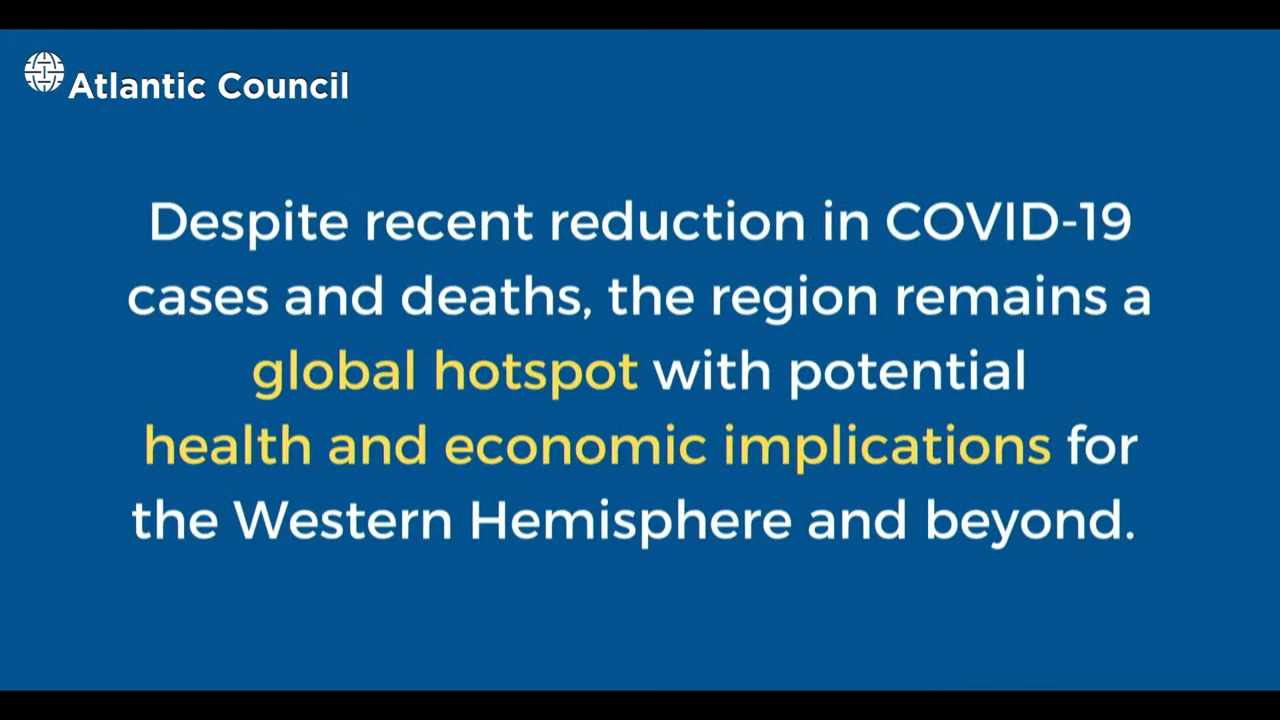 Atlantic Council
Despite recent reduction in COVID-19
cases and deaths, the region remains a
global hotspot with potential
health and economic implications for
the Western Hemisphere and beyond.